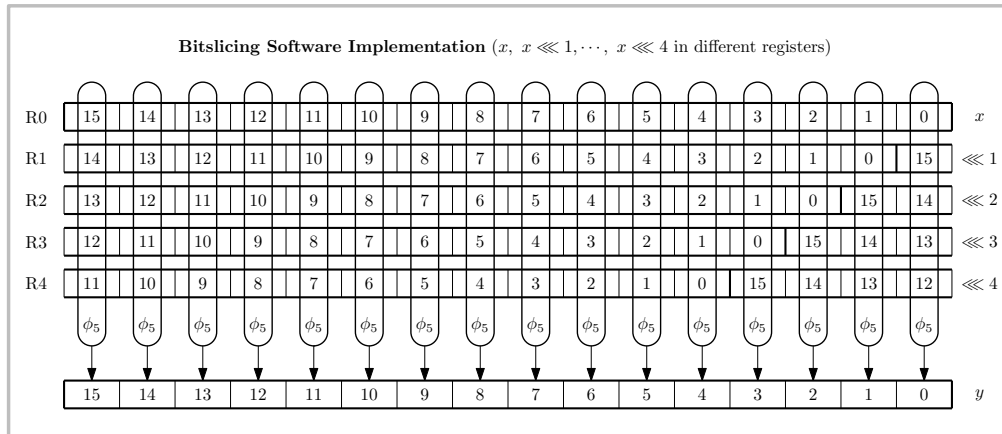 Bitslicing Software Implementation (x, x ⋘ 1, ⋯ , x ⋘ 4 in different registers)
R0 15 14 13 12 11 10 9 8 7 6 5 4 3 2 1 0 x
R1 14 13 12 11 10 9 8 7 6 5 4 3 2 1 0 15 ⋘ 1
R2 13 12 11 10 9 8 7 6 5 4 3 2 1 0 15 14 ⋘ 2
R3 12 11 10 9 8 7 6 5 4 3 2 1 0 15 14 13 ⋘ 3
R4 11 10 9 8 7 6 5 4 3 2 1 0 15 14 13 12 ⋘ 4
ϕ5 ϕ5 ϕ5 ϕ5 ϕ5 ϕ5 ϕ5 ϕ5 ϕ5 ϕ5 ϕ5 ϕ5 ϕ5 ϕ5 ϕ5 ϕ5
15 14 13 12 11 10 9 8 7 6 5 4 3 2 1 0 y